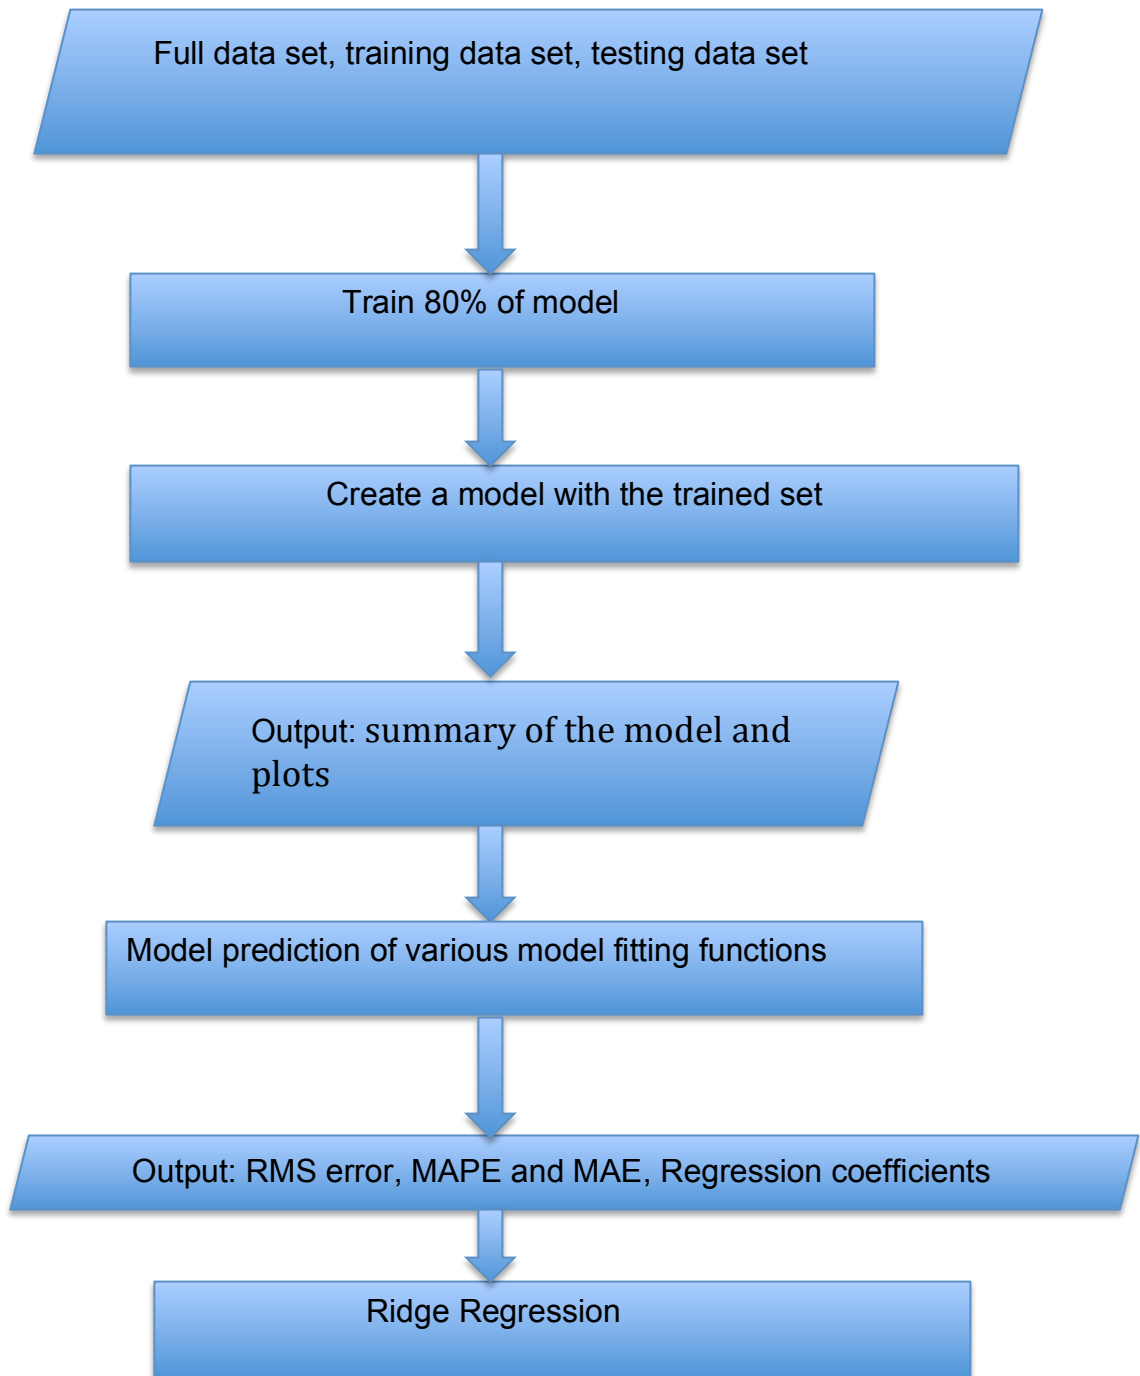 Full data set, training data set, testing data set
Train 80% of model
Create a model with the trained set
Output: summary of the model and
plots
Model prediction of various model fitting functions
Output: RMS error, MAPE and MAE, Regression coefficients
Ridge Regression